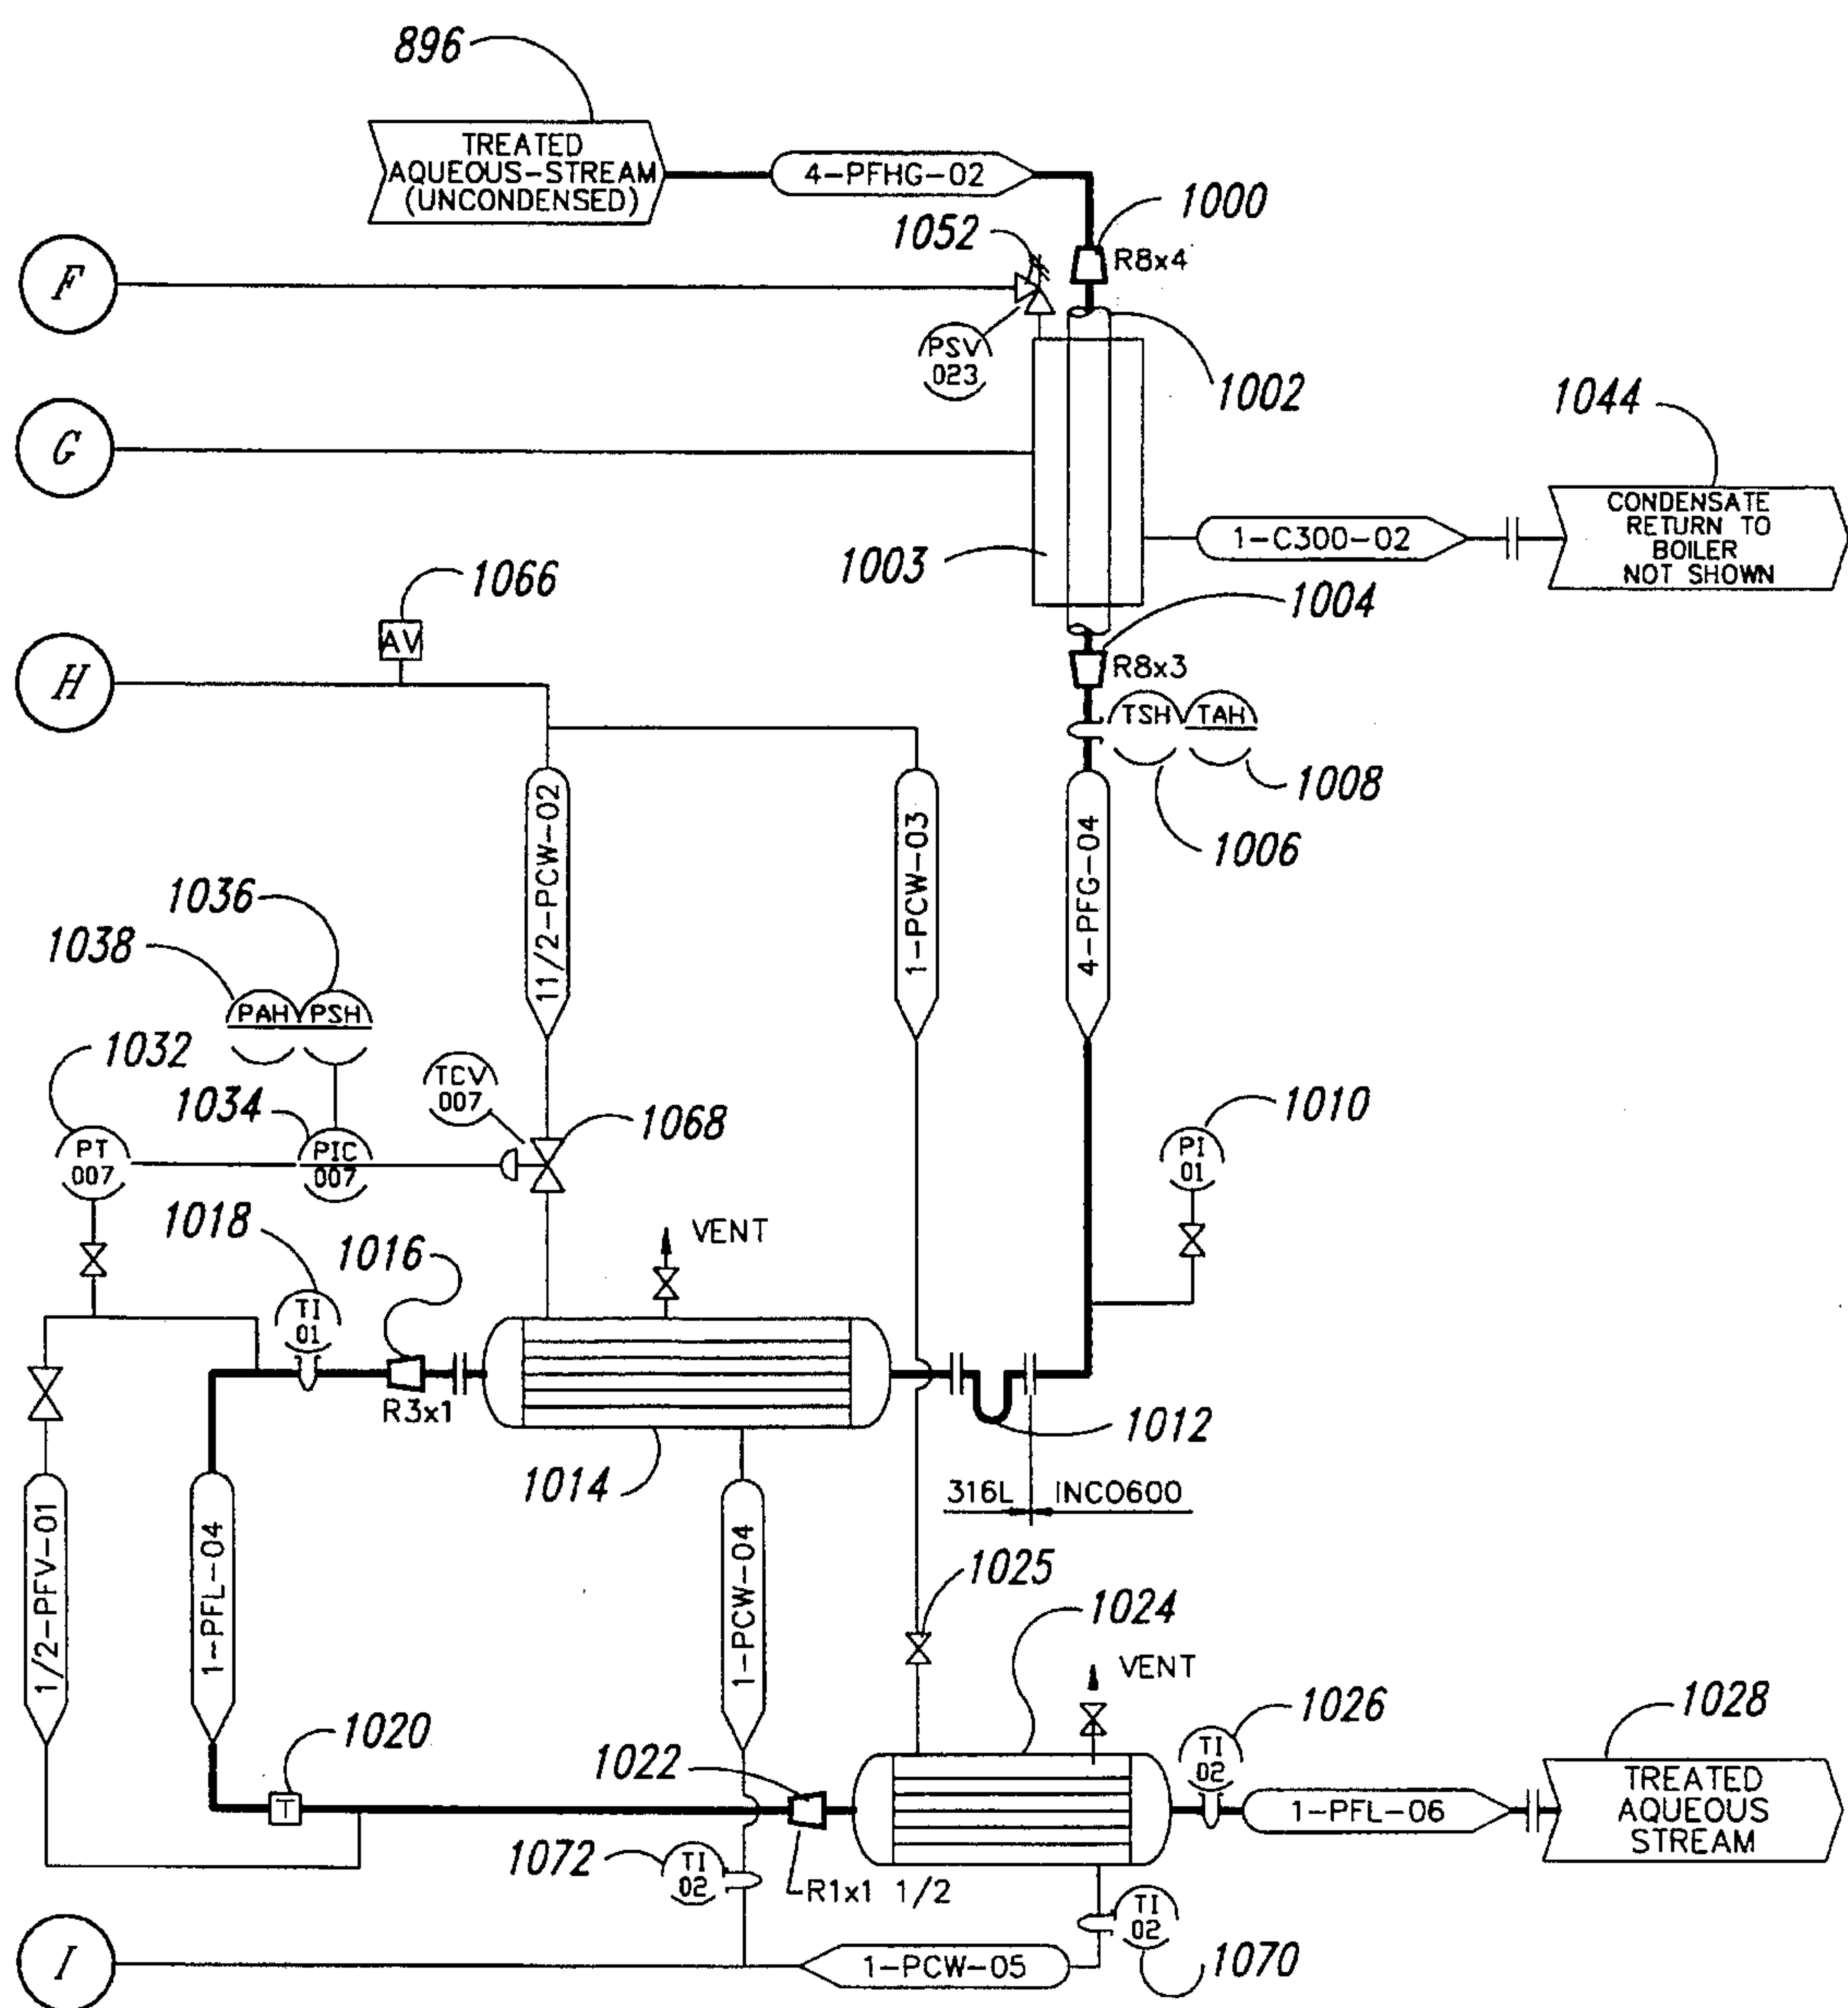 896
TREATED
AQUEOUS-STREAM
(UNCONDENSED)
4-PFHG-02
1000
R8x4
1052
F
PSV
023
1002
1044
G
CONDENSATE
RETURN TO
BOILER
NOT SHOWN
1-C300-02
1003
1066
AV
1004
H
R8x3
TSH
TAH
1008
1006
11/2-PCW-02
1-PCW-03
4-PFG-04
1036
1038
PAH
PSH
1032
TCV
007
1034
1068
1010
PT
007
PIC
007
PI
01
1018
1016
VENT
TI
01
R3x1
1012
1014
316L
INCO600
1/2-PFV-01
1-PFL-04
1-PCW-04
1025
1024
VENT
1020
1022
1026
1028
T
TI
02
1-PFL-06
TREATED
AQUEOUS
STREAM
1072
TI
02
R1x1 1/2
TI
02
I
1-PCW-05
1070